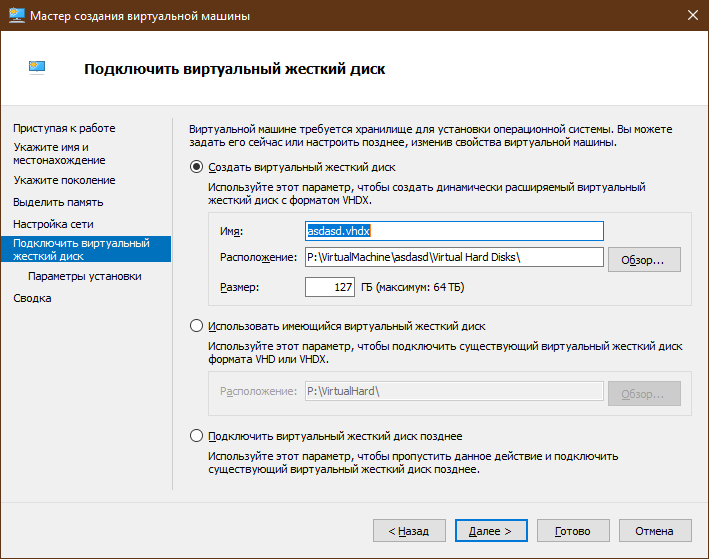 Мастер создания виртуальной машины
Подключить виртуальный жесткий диск
Приступая к работе
Укажите имя и
местонахождение
Укажите поколение
Выделить память
Настройка сети
Подключить виртуальный
жесткий диск
Параметры установки
Сводка
Виртуальной машине требуется хранилище для установки операционной системы. Вы можете
задать его сейчас или настроить позднее, изменив свойства виртуальной машины.
Создать виртуальный жесткий диск
Используйте этот параметр, чтобы создать динамически расширяемый виртуальный
жесткий диск с форматом VHDX.
Имя: asdasd.vhdx
Расположение: P:\VirtualMachine\asdasd\Virtual Hard Disks\ Обзор...
Размер: 127 ГБ (максимум: 64 ТБ)
Использовать имеющийся виртуальный жесткий диск
Используйте этот параметр, чтобы подключить существующий виртуальный жесткий диск
формата VHD или VHDX.
Расположение: P:\VirtualHard\ Обзор...
Подключить виртуальный жесткий диск позднее
Используйте этот параметр, чтобы пропустить данное действие и подключить
существующий виртуальный жесткий диск позднее.
< Назад Далее > Готово Отмена